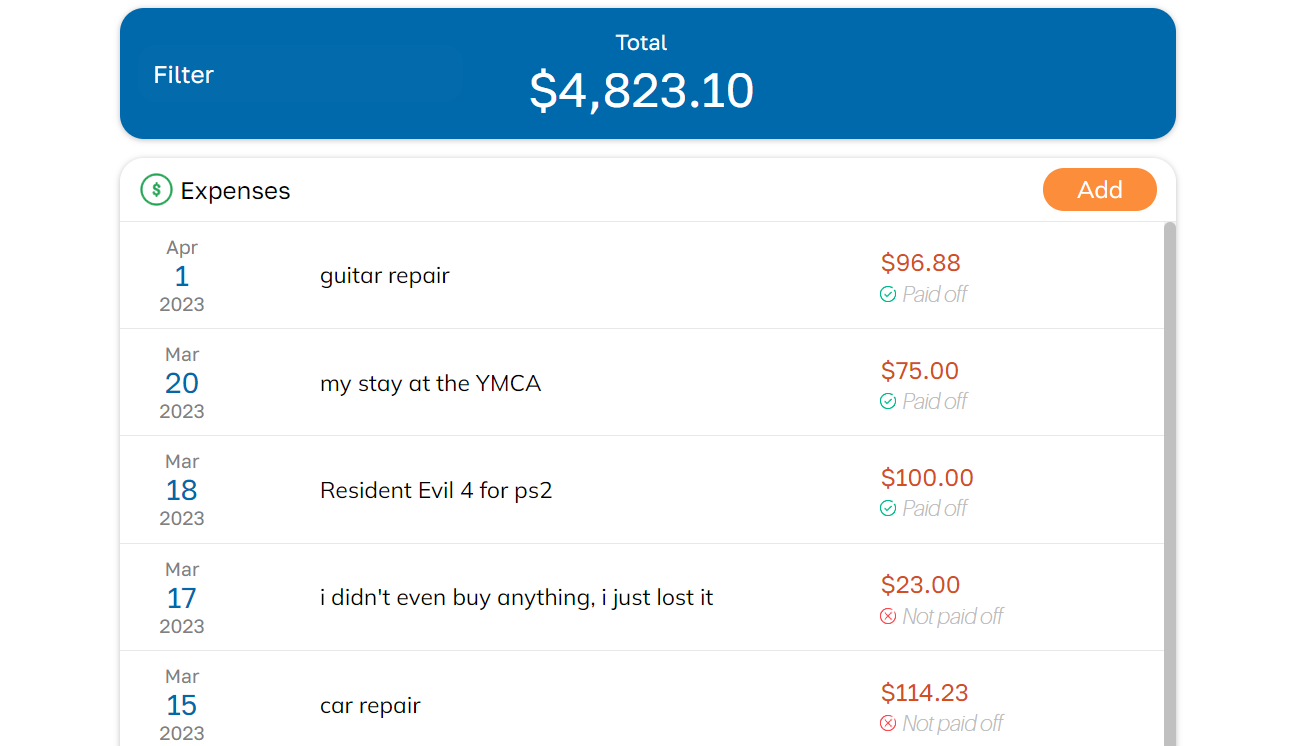 Total
Filter
$4,823.10
$ Expenses
Add
Apr
1
2023
guitar repair
$96.88
Paid off
Mar
20
2023
my stay at the YMCA
$75.00
Paid off
Mar
18
2023
Resident Evil 4 for ps2
$100.00
Paid off
Mar
17
2023
i didn't even buy anything, i just lost it
$23.00
Not paid off
Mar
15
2023
car repair
$114.23
Not paid off